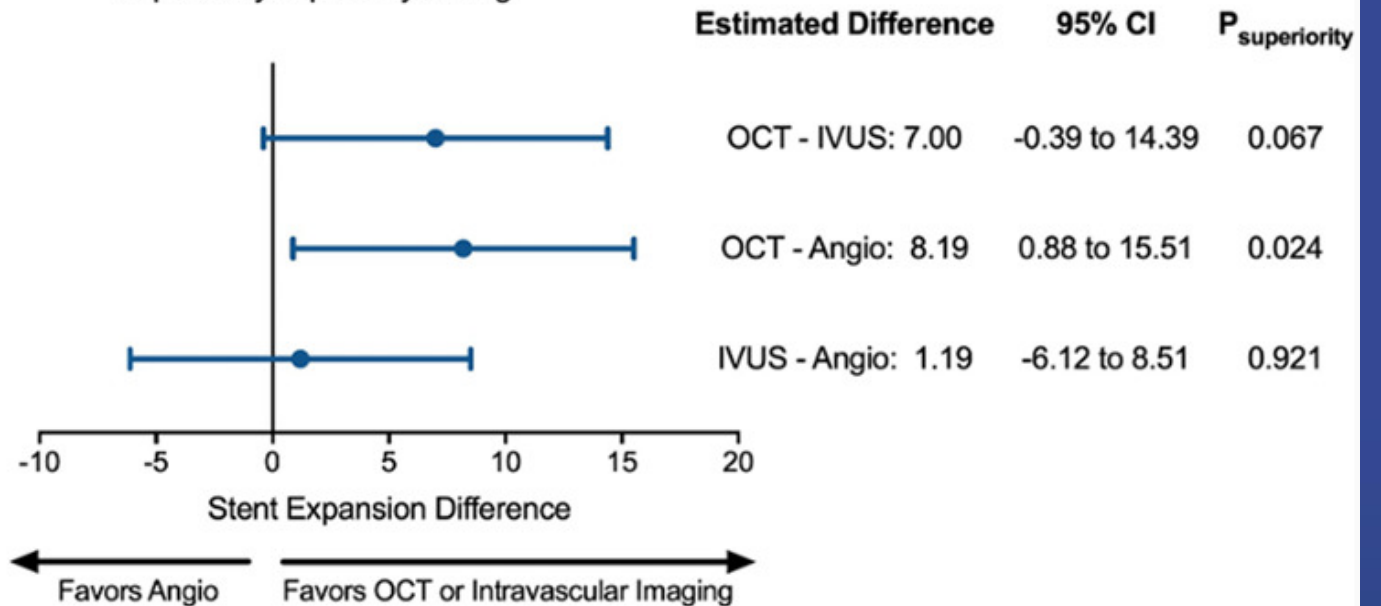 Estimated Difference 95% CI Psuperiority
OCT - IVUS: 7.00 -0.39 to 14.39 0.067
OCT - Angio: 8.19 0.88 to 15.51 0.024
IVUS - Angio: 1.19 -6.12 to 8.51 0.921
-10 -5 0 5 10 15 20
Stent Expansion Difference
Favors Angio Favors OCT or Intravascular Imaging